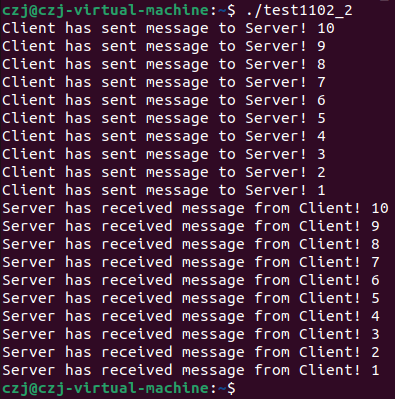 czj@czj-virtual-machine:~$ ./test1102_2
Client has sent message to Server! 10
Client has sent message to Server! 9
Client has sent message to Server! 8
Client has sent message to Server! 7
Client has sent message to Server! 6
Client has sent message to Server! 5
Client has sent message to Server! 4
Client has sent message to Server! 3
Client has sent message to Server! 2
Client has sent message to Server! 1
Server has received message from Client! 10
Server has received message from Client! 9
Server has received message from Client! 8
Server has received message from Client! 7
Server has received message from Client! 6
Server has received message from Client! 5
Server has received message from Client! 4
Server has received message from Client! 3
Server has received message from Client! 2
Server has received message from Client! 1
czj@czj-virtual-machine:~$